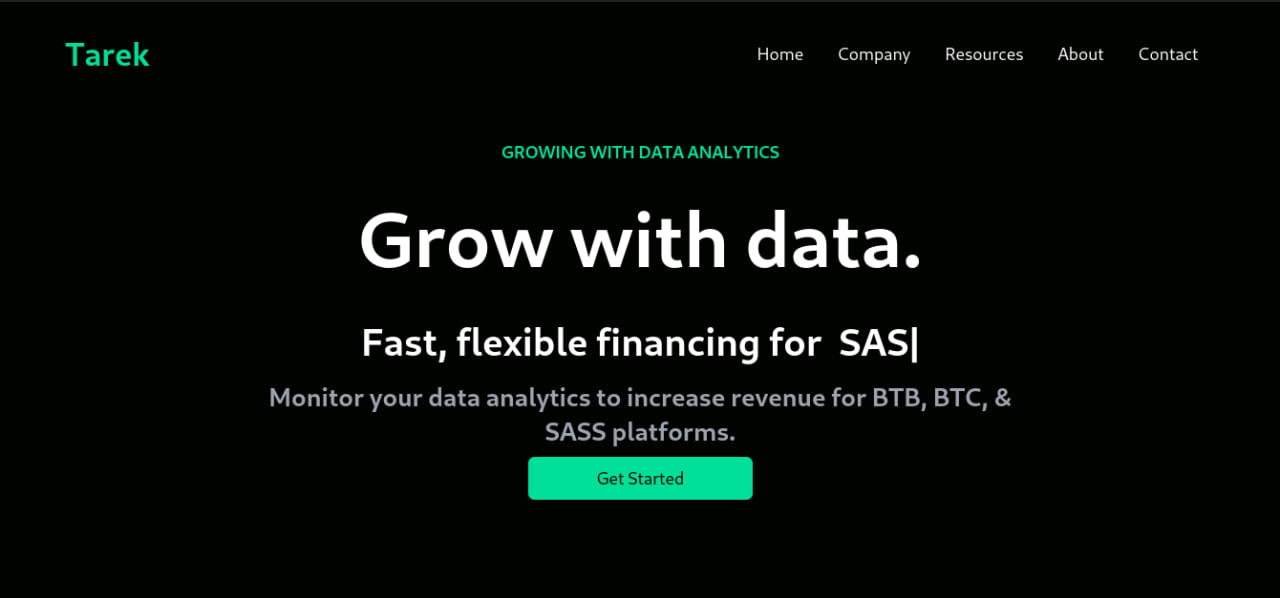 Tarek
Home Company Resources About Contact
GROWING WITH DATA ANALYTICS
Grow with data.
Fast, flexible financing for SAS|
Monitor your data analytics to increase revenue for BTB, BTC, &
SASS platforms.
Get Started